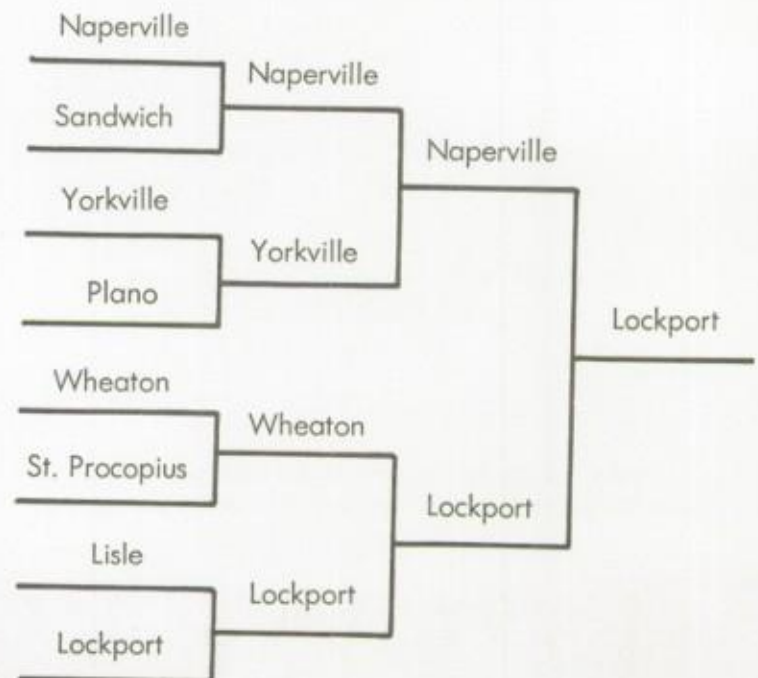 Naperville
Sandwich
Yorkville
Plano
Wheaton
St. Procopius
Lisle
Lockport
Naperville
Yorkville
Wheaton
Lockport
Naperville
Lockport
Lockport